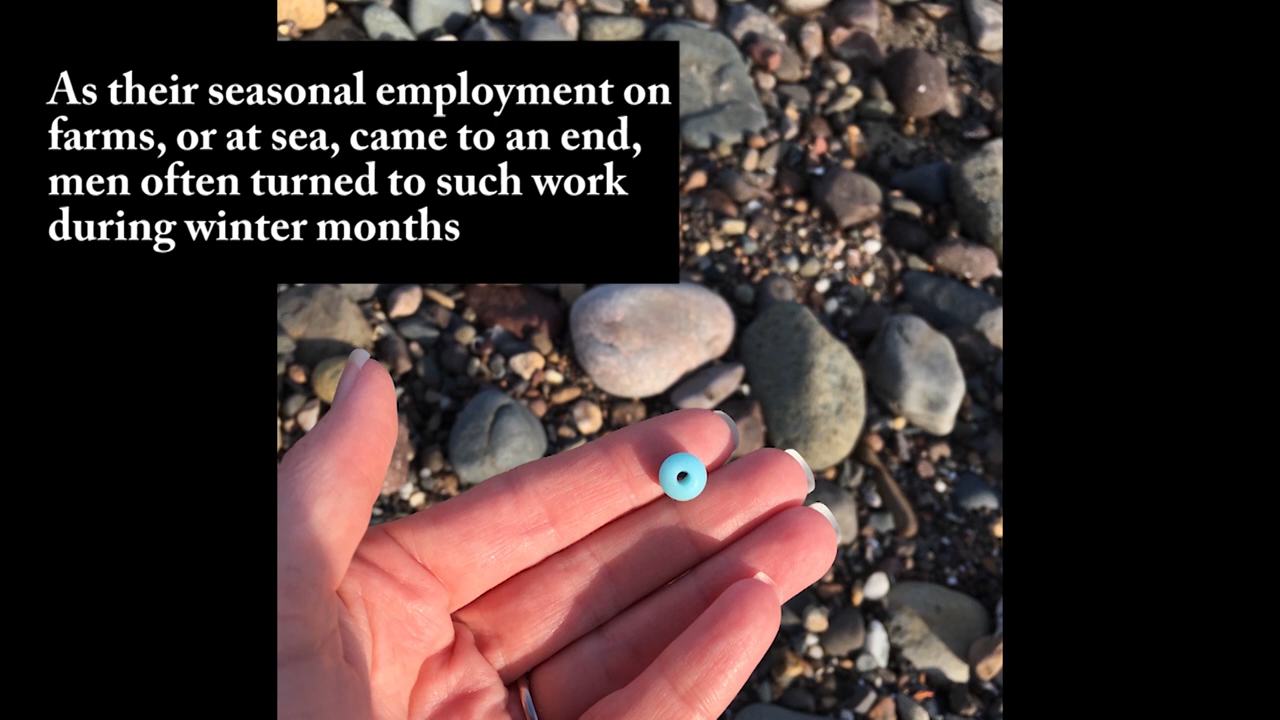 As their seasonal employment on
farms, or at sea, came to an end,
men often turned to such work
during winter months